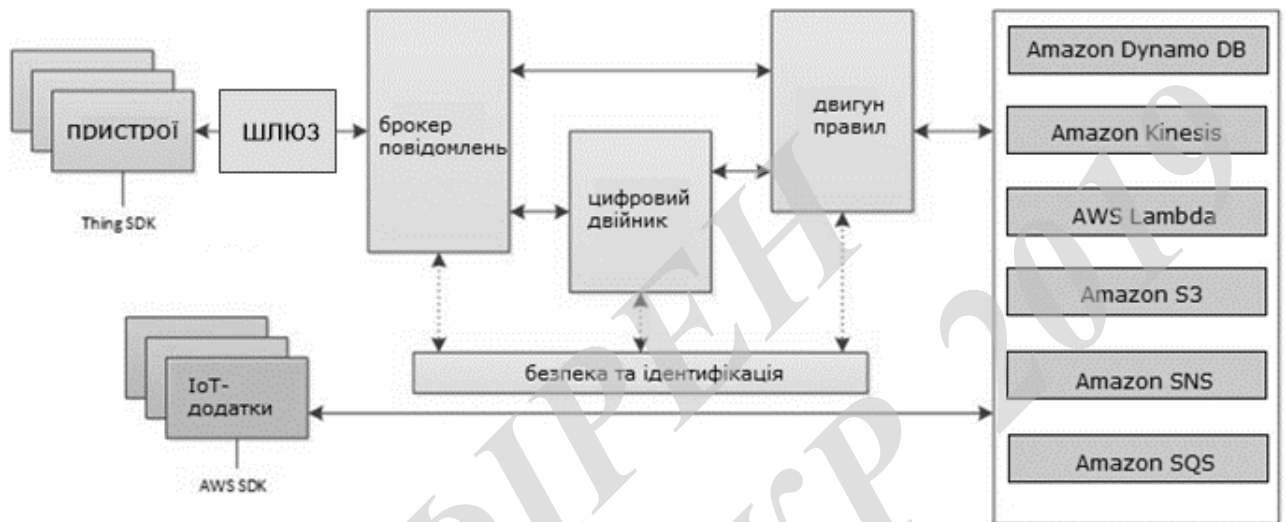 пристрої
шлюз
Thing SDK
брокер
повідомлень
цифровий
двійник
двигун
правил
безпека та ідентифікація
IoT-
додатки
AWS SDK
Amazon Dynamo DB
Amazon Kinesis
AWS Lambda
Amazon S3
Amazon SNS
Amazon SQS
2019